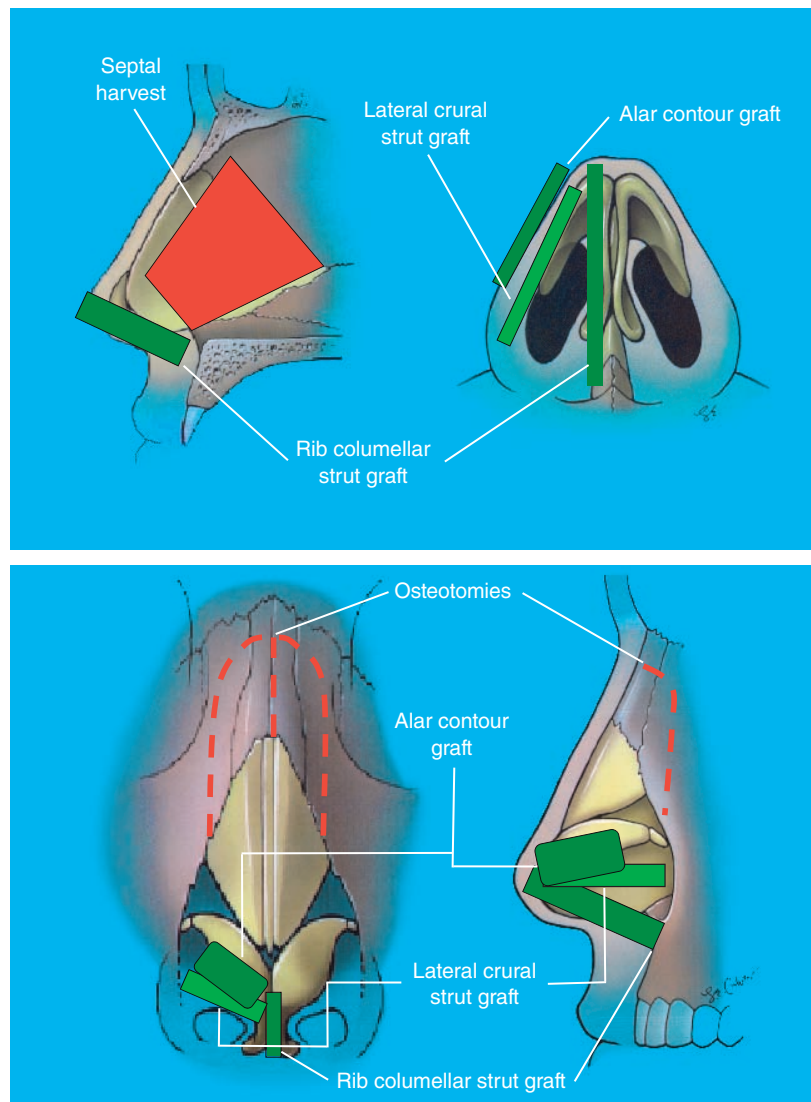 Septal
harvest
Lateral crural
strut graft
Alar contour graft
Rib columellar
strut graft
Osteotomies
Alar contour
graft
Lateral crural
strut graft
Rib columellar strut graft